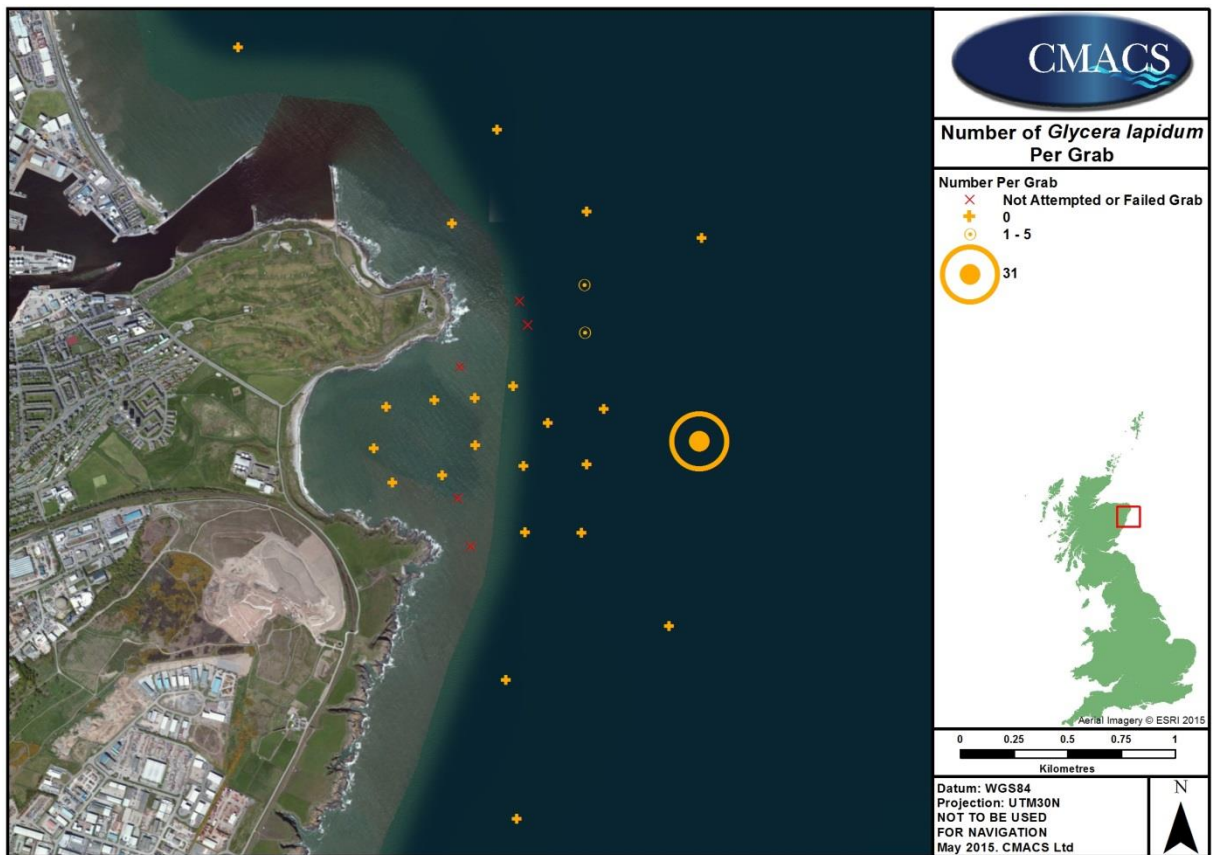 CMACS
Number of Glycera lapidum
Per Grab
Number Per Grab
Not Attempted or Failed Grab
0
1 - 5
31
Aerial Imagery © ESRI 2015
0 0.25 0.5 0.75 1
Kilometres
Datum: WGS84
Projection: UTM30N
NOT TO BE USED
FOR NAVIGATION
May 2015. CMACS Ltd
N